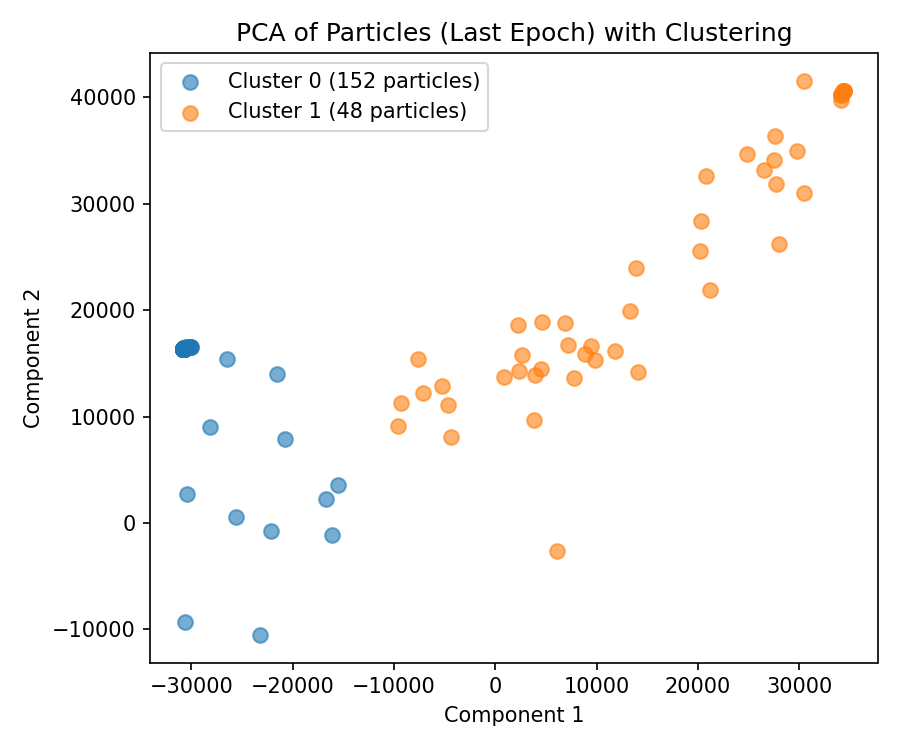 PCA of Particles (Last Epoch) with Clustering
Cluster 0 (152 particles)
Cluster 1 (48 particles)
40000
30000
20000
10000
0
−10000
Component 2
−30000 −20000 −10000 0 10000 20000 30000
Component 1